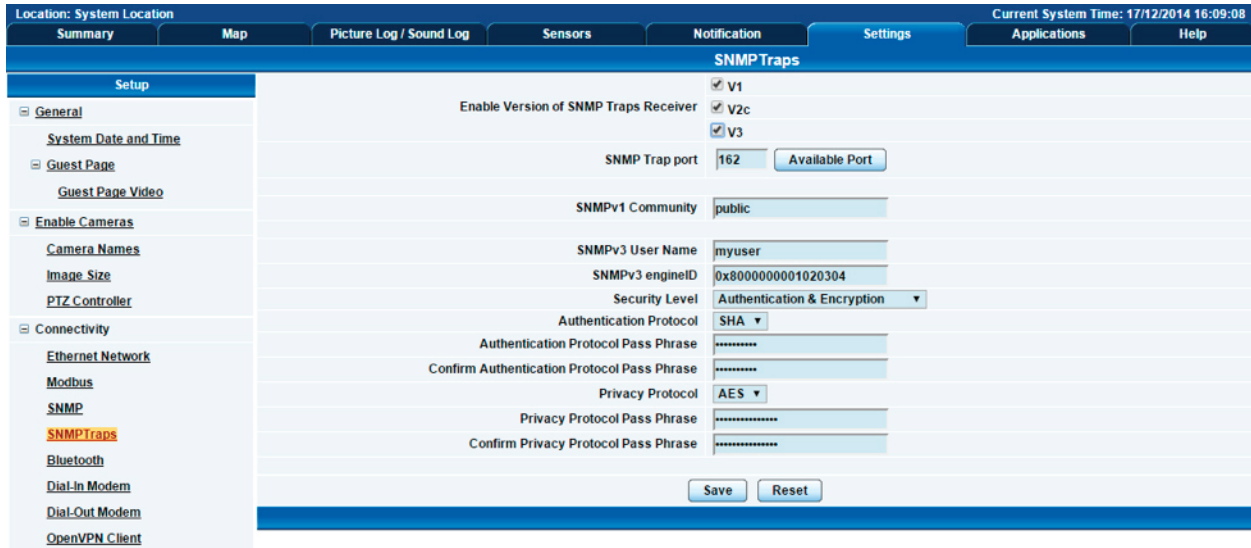 Location: System Location
Current System Time: 17/12/2014 16:09:08
Summary
Map
Picture Log / Sound Log
Sensors
Notification
Settings
Applications
Help
SNMPTraps
Setup
General
System Date and Time
Guest Page
Guest Page Video
Enable Cameras
Camera Names
Image Size
PTZ Controller
Connectivity
Ethernet Network
Modbus
SNMP
SNMPTraps
Bluetooth
Dial-In Modem
Dial-Out Modem
OpenVPN Client
Enable Version of SNMP Traps Receiver
V1
V2c
V3
SNMP Trap port 162 Available Port
SNMPv1 Community public
SNMPv3 User Name myuser
SNMPv3 engineID 0x8000000001020304
Security Level Authentication & Encryption
Authentication Protocol SHA
Authentication Protocol Pass Phrase ••••••••••
Confirm Authentication Protocol Pass Phrase ••••••••••
Privacy Protocol AES
Privacy Protocol Pass Phrase •••••••••••••••
Confirm Privacy Protocol Pass Phrase •••••••••••••••
Save Reset